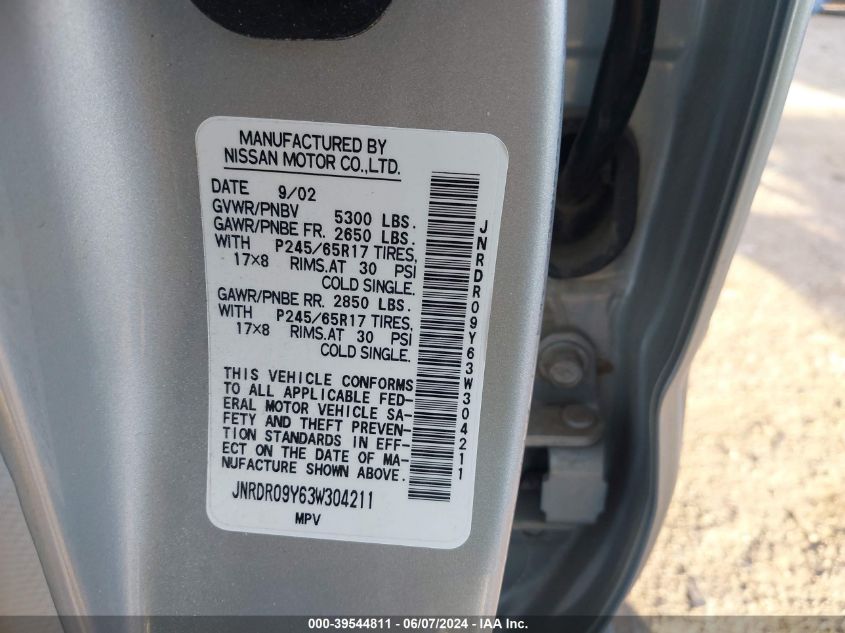 MANUFACTURED BY
NISSAN MOTOR CO.,LTD.
DATE 9/02
GVWR/PNBV 5300 LBS.
GAWR/PNBE FR. 2650 LBS.
WITH P245/65R17 TIRES,
17×8 RIMS.AT 30 PSI
COLD SINGLE.
GAWR/PNBE RR. 2850 LBS.
WITH P245/65R17 TIRES,
17×8 RIMS.AT 30 PSI
COLD SINGLE.
THIS VEHICLE CONFORMS
TO ALL APPLICABLE FED-
ERAL MOTOR VEHICLE SA-
FETY AND THEFT PREVEN-
TION STANDARDS IN EFF-
ECT ON THE DATE OF MA-
NUFACTURE SHOWN ABOVE.
JNRDR09Y63W304211
MPV
JNRDR09Y63W304211
000-39544811 - 06/07/2024 - IAA Inc.